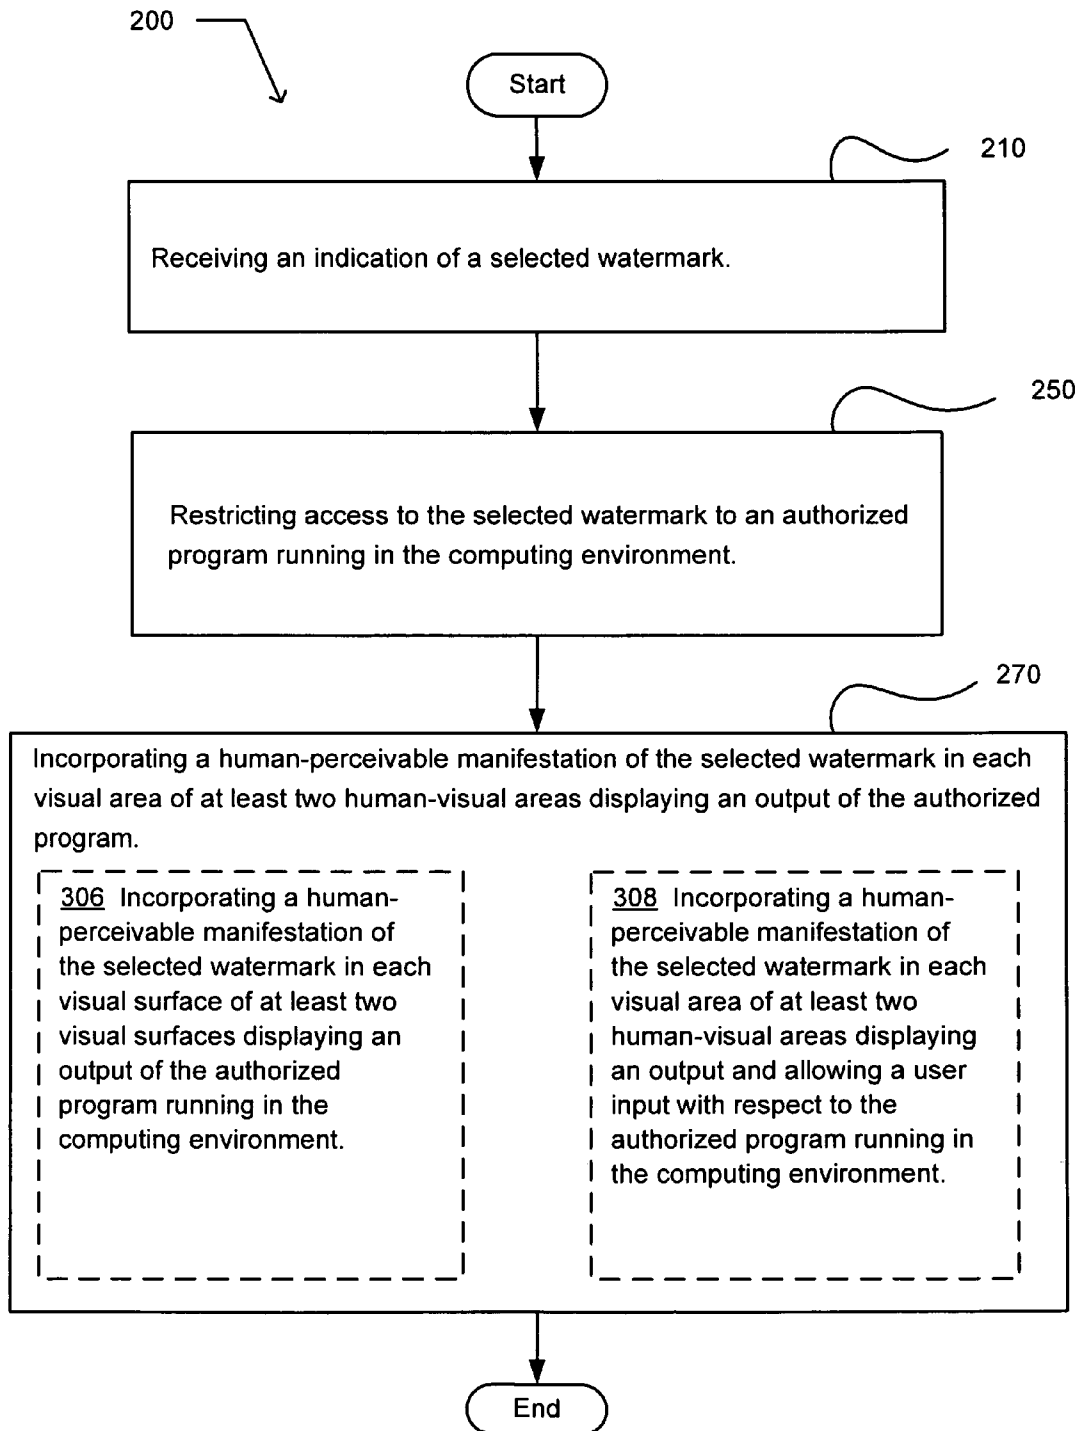 200
Start
210
Receiving an indication of a selected watermark.
250
Restricting access to the selected watermark to an authorized
program running in the computing environment.
270
Incorporating a human-perceivable manifestation of the selected watermark in each
visual area of at least two human-visual areas displaying an output of the authorized
program.
306 Incorporating a human-
perceivable manifestation of
the selected watermark in each
visual surface of at least two
visual surfaces displaying an
output of the authorized
program running in the
computing environment.
308 Incorporating a human-
perceivable manifestation of
the selected watermark in each
visual area of at least two
human-visual areas displaying
an output and allowing a user
input with respect to the
authorized program running in
the computing environment.
End